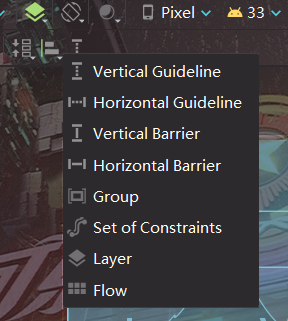 Pixel 33
Vertical Guideline
Horizontal Guideline
Vertical Barrier
Horizontal Barrier
Group
Set of Constraints
Layer
Flow